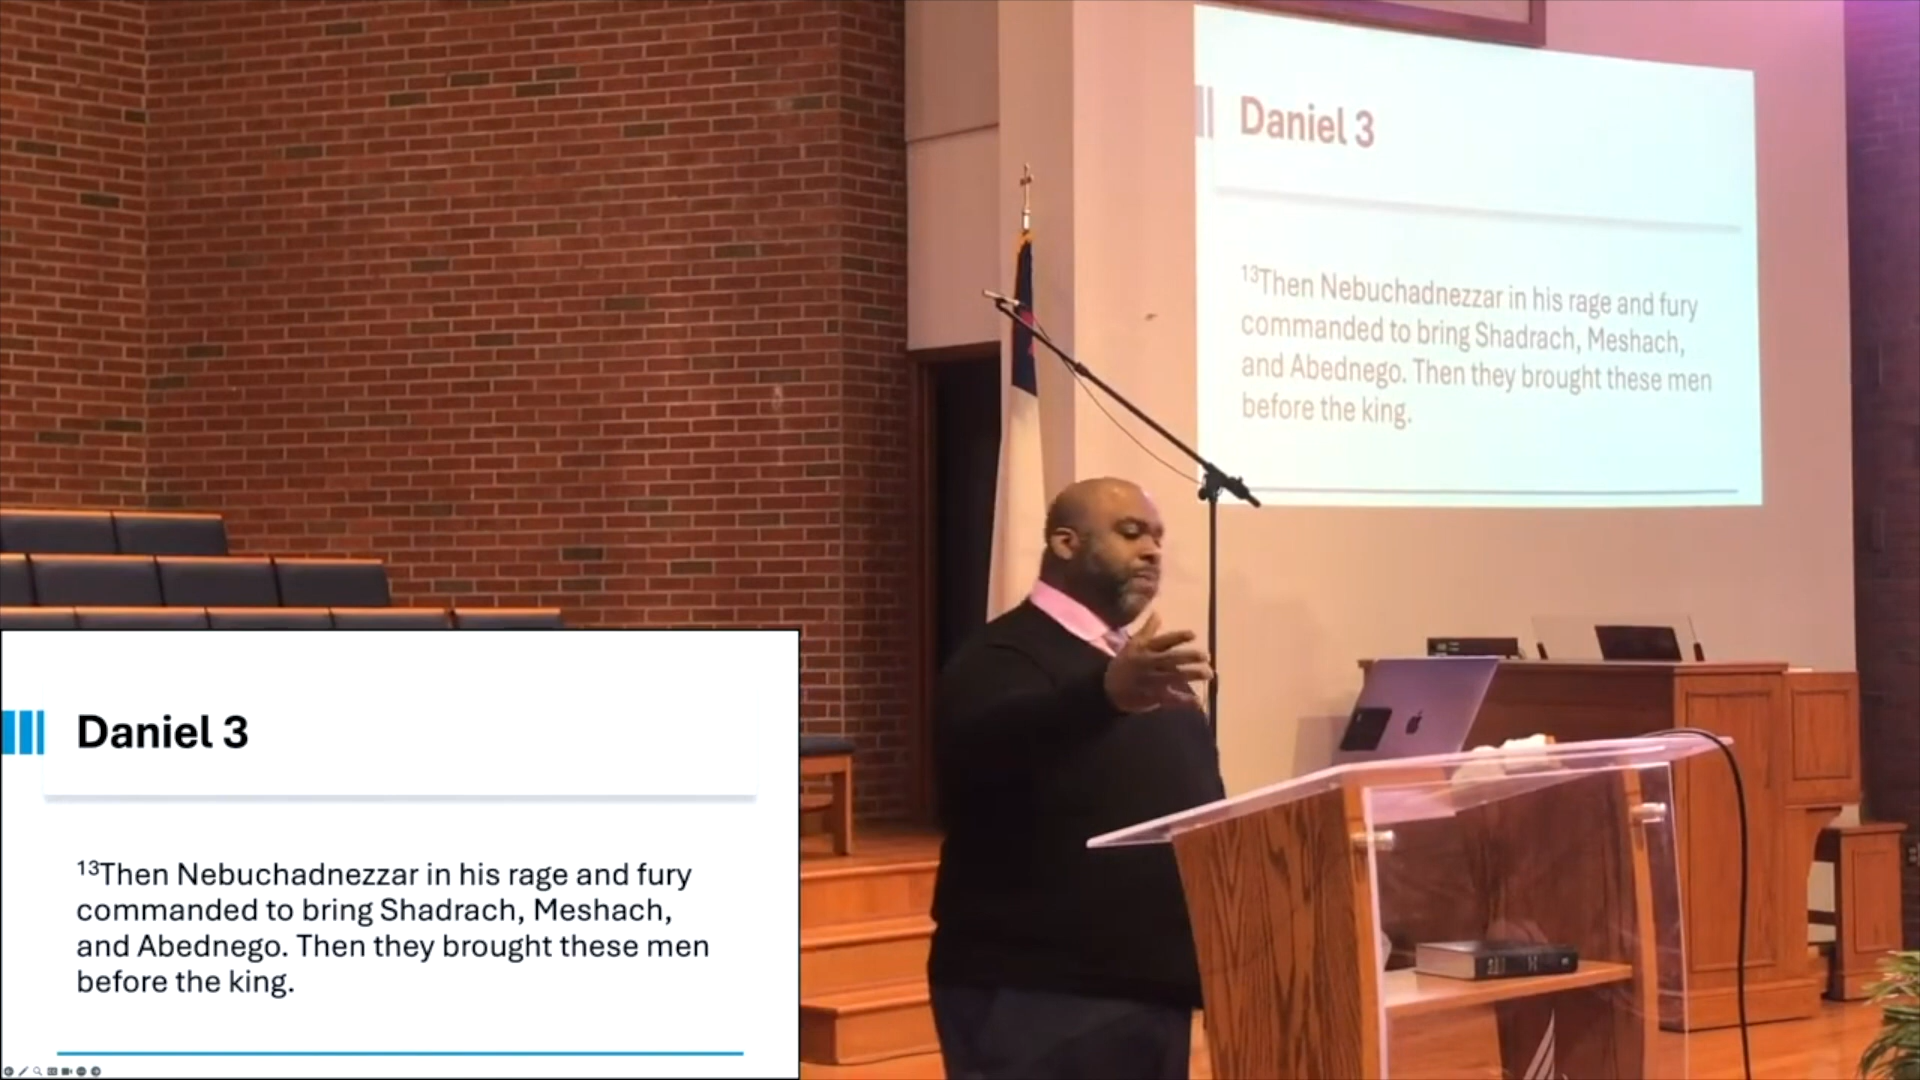 Daniel 3
¹³Then Nebuchadnezzar in his rage and fury
commanded to bring Shadrach, Meshach,
and Abednego. Then they brought these men
before the king.
Daniel 3
¹³Then Nebuchadnezzar in his rage and fury
commanded to bring Shadrach, Meshach,
and Abednego. Then they brought these men
before the king.